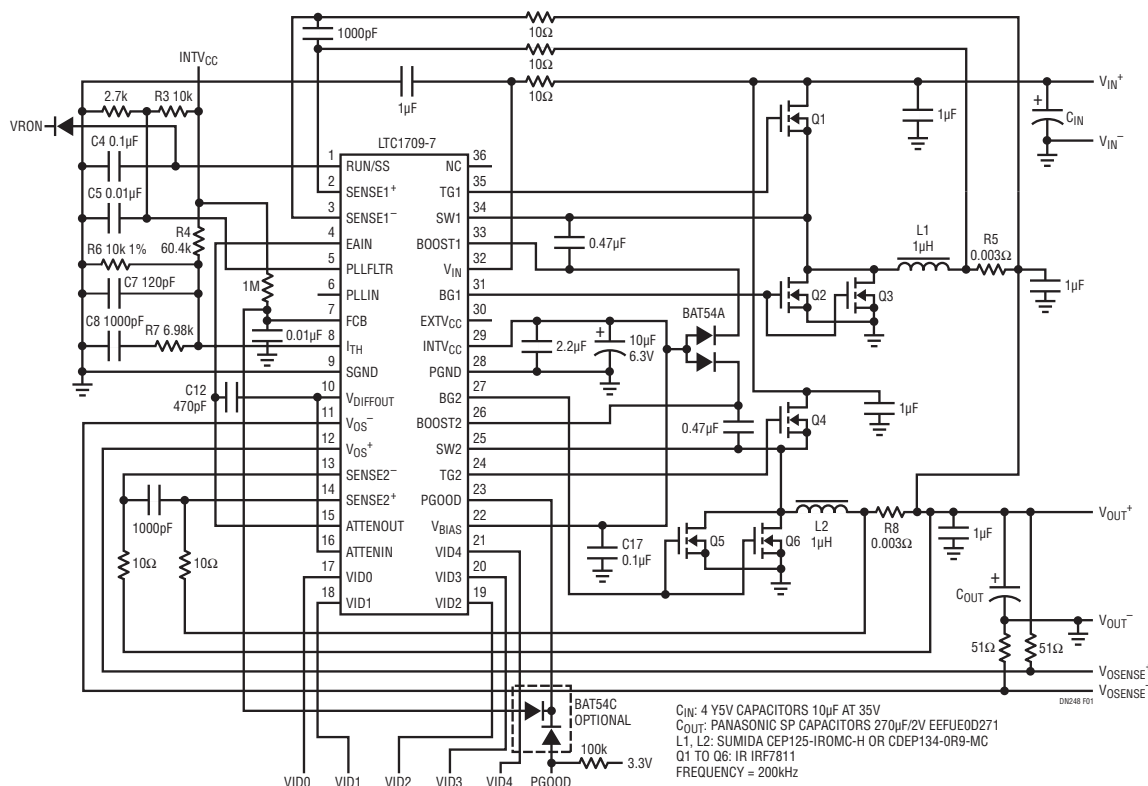 1000pF
10Ω
10Ω
10Ω
INTVCC
1µF
VIN+
1µF
CIN
+
VIN−
2.7k
R3 10k
VRON
C4 0.1µF
C5 0.01µF
R4
60.4k
R6 10k 1%
C7 120pF
C8 1000pF
R7 6.98k
1M
0.01µF
C12
470pF
1000pF
10Ω
10Ω
LTC1709-7
1 RUN/SS
2 SENSE1+
3 SENSE1−
4 EAIN
5 PLLFLTR
6 PLLIN
7 FCB
8 ITH
9 SGND
10 VDIFFOUT
11 VOS−
12 VOS+
13 SENSE2−
14 SENSE2+
15 ATTENOUT
16 ATTENIN
17 VID0
18 VID1
NC 36
TG1 35
SW1 34
BOOST1 33
VIN 32
BG1 31
EXTVCC 30
INTVCC 29
PGND 28
BG2 27
BOOST2 26
SW2 25
TG2 24
PGOOD 23
VBIAS 22
VID4 21
VID3 20
VID2 19
Q1
0.47µF
L1
1µH
R5
0.003Ω
1µF
Q2
Q3
BAT54A
2.2µF
+
10µF
6.3V
Q4
1µF
0.47µF
C17
0.1µF
Q5
Q6
L2
1µH
R8
0.003Ω
1µF
VOUT+
+
COUT
VOUT−
51Ω
51Ω
VOSENSE+
VOSENSE−
DN248 F01
BAT54C
OPTIONAL
100k
3.3V
VID0 VID1 VID2 VID3 VID4 PGOOD
CIN: 4 Y5V CAPACITORS 10µF AT 35V
COUT: PANASONIC SP CAPACITORS 270µF/2V EEFUE0D271
L1, L2: SUMIDA CEP125-IROMC-H OR CDEP134-0R9-MC
Q1 TO Q6: IR IRF7811
FREQUENCY = 200kHz